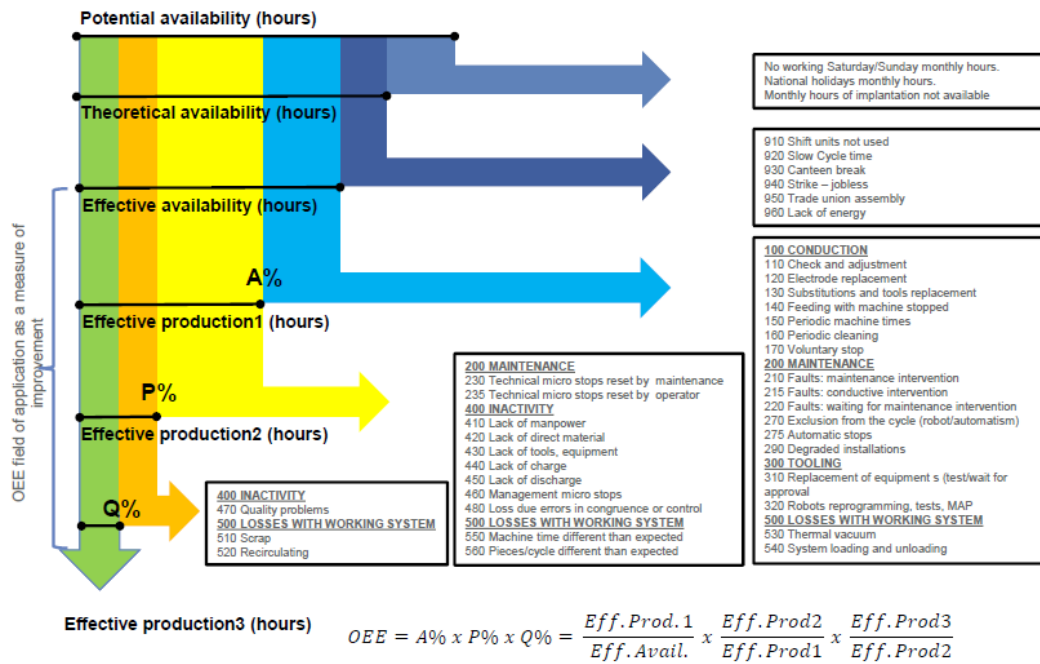 Potential availability (hours)
No working Saturday/Sunday monthly hours.
National holidays monthly hours.
Monthly hours of implantation not available
Theoretical availability (hours)
910 Shift units not used
920 Slow Cycle time
930 Canteen break
940 Strike – jobless
950 Trade union assembly
960 Lack of energy
Effective availability (hours)
OEE field of application as a measure of
improvement
A%
100 CONDUCTION
110 Check and adjustment
120 Electrode replacement
130 Substitutions and tools replacement
140 Feeding with machine stopped
150 Periodic machine times
160 Periodic cleaning
170 Voluntary stop
200 MAINTENANCE
210 Faults: maintenance intervention
215 Faults: conductive intervention
220 Faults: waiting for maintenance intervention
270 Exclusion from the cycle (robot/automatism)
275 Automatic stops
290 Degraded installations
300 TOOLING
310 Replacement of equipment s (test/wait for
approval
320 Robots reprogramming, tests, MAP
500 LOSSES WITH WORKING SYSTEM
530 Thermal vacuum
540 System loading and unloading
Effective production1 (hours)
P%
200 MAINTENANCE
230 Technical micro stops reset by maintenance
235 Technical micro stops reset by operator
400 INACTIVITY
410 Lack of manpower
420 Lack of direct material
430 Lack of tools, equipment
440 Lack of charge
450 Lack of discharge
460 Management micro stops
480 Loss due errors in congruence or control
500 LOSSES WITH WORKING SYSTEM
550 Machine time different than expected
560 Pieces/cycle different than expected
Effective production2 (hours)
Q%
400 INACTIVITY
470 Quality problems
500 LOSSES WITH WORKING SYSTEM
510 Scrap
520 Recirculating
Effective production3 (hours)
OEE = A% x P% x Q% = Eff.Prod.1 / Eff.Avail. x Eff.Prod2 / Eff.Prod1 x Eff.Prod3 / Eff.Prod2